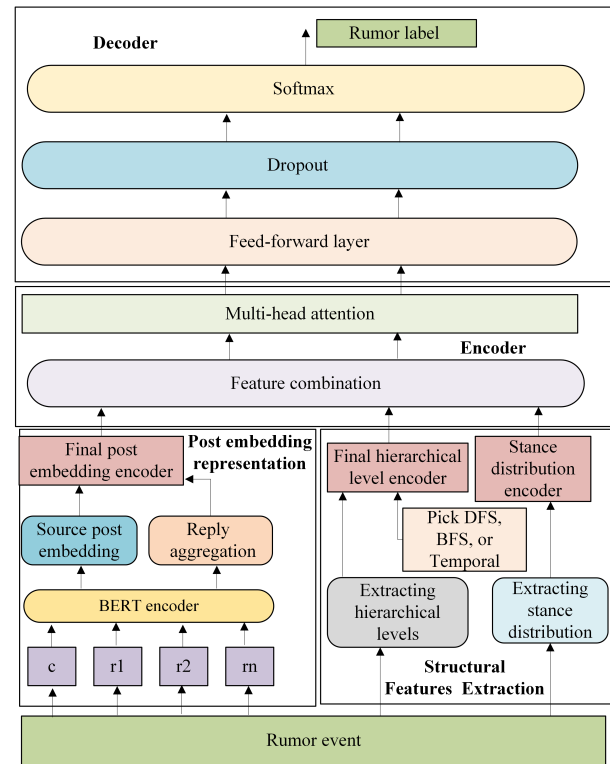 Rumor label
Decoder
Softmax
Dropout
Feed-forward layer
Multi-head attention
Encoder
Feature combination
Final post
embedding encoder
Post embedding
representation
Source post
embedding
Reply
aggregation
BERT encoder
c
r1
r2
rn
Final hierarchical
level encoder
Stance
distribution
encoder
Pick DFS,
BFS, or
Temporal
Extracting
hierarchical
levels
Extracting
stance
distribution
Structural
Features Extraction
Rumor event